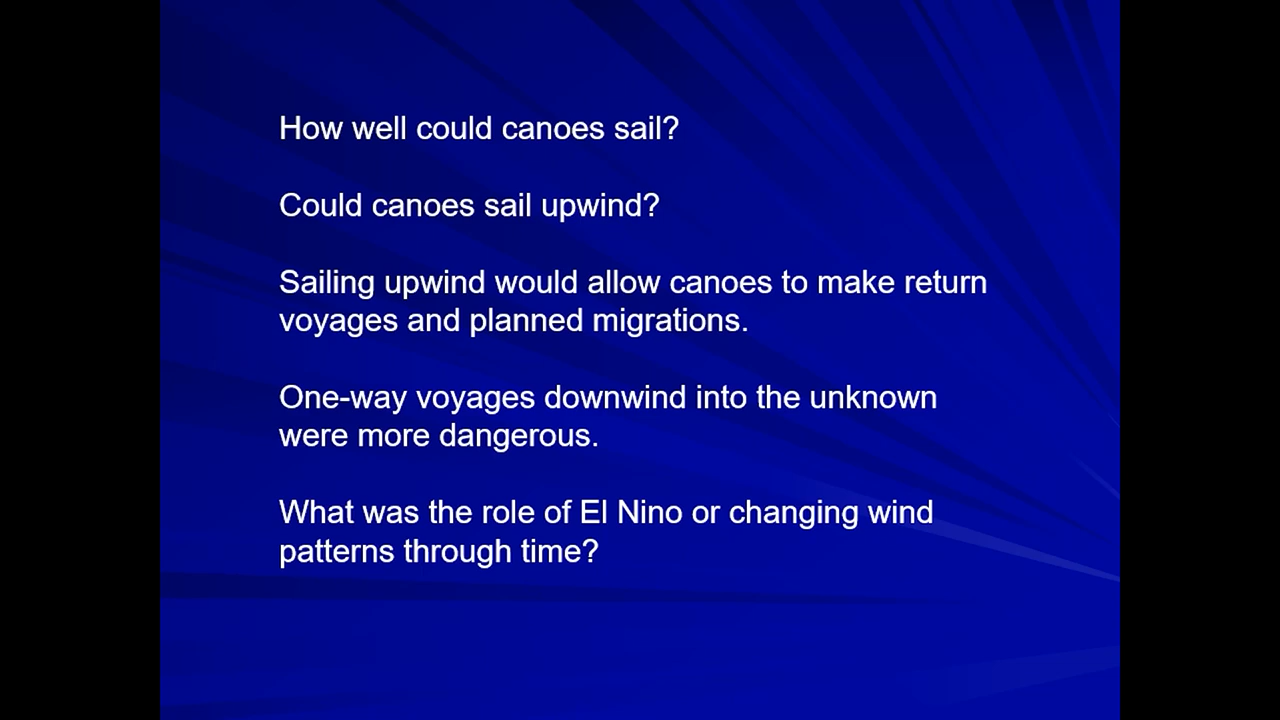 How well could canoes sail?
Could canoes sail upwind?
Sailing upwind would allow canoes to make return
voyages and planned migrations.
One-way voyages downwind into the unknown
were more dangerous.
What was the role of El Nino or changing wind
patterns through time?